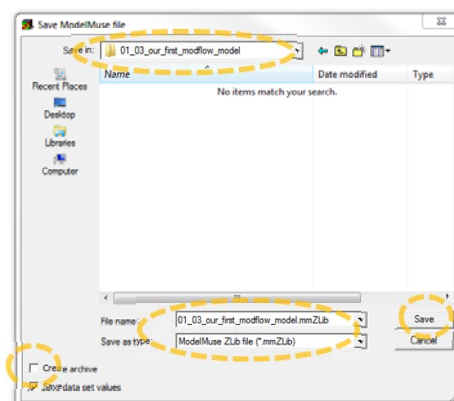 Save ModelMuse file
Save in: 01_03_our_first_modflow_model
Name Date modified Type
No items match your search.
Recent Places
Desktop
Libraries
Computer
File name: 01_03_our_first_modflow_model.mmZLib Save
Save as type: ModelMuse ZLib file (*.mmZLib) Cancel
Create archive
Save data set values